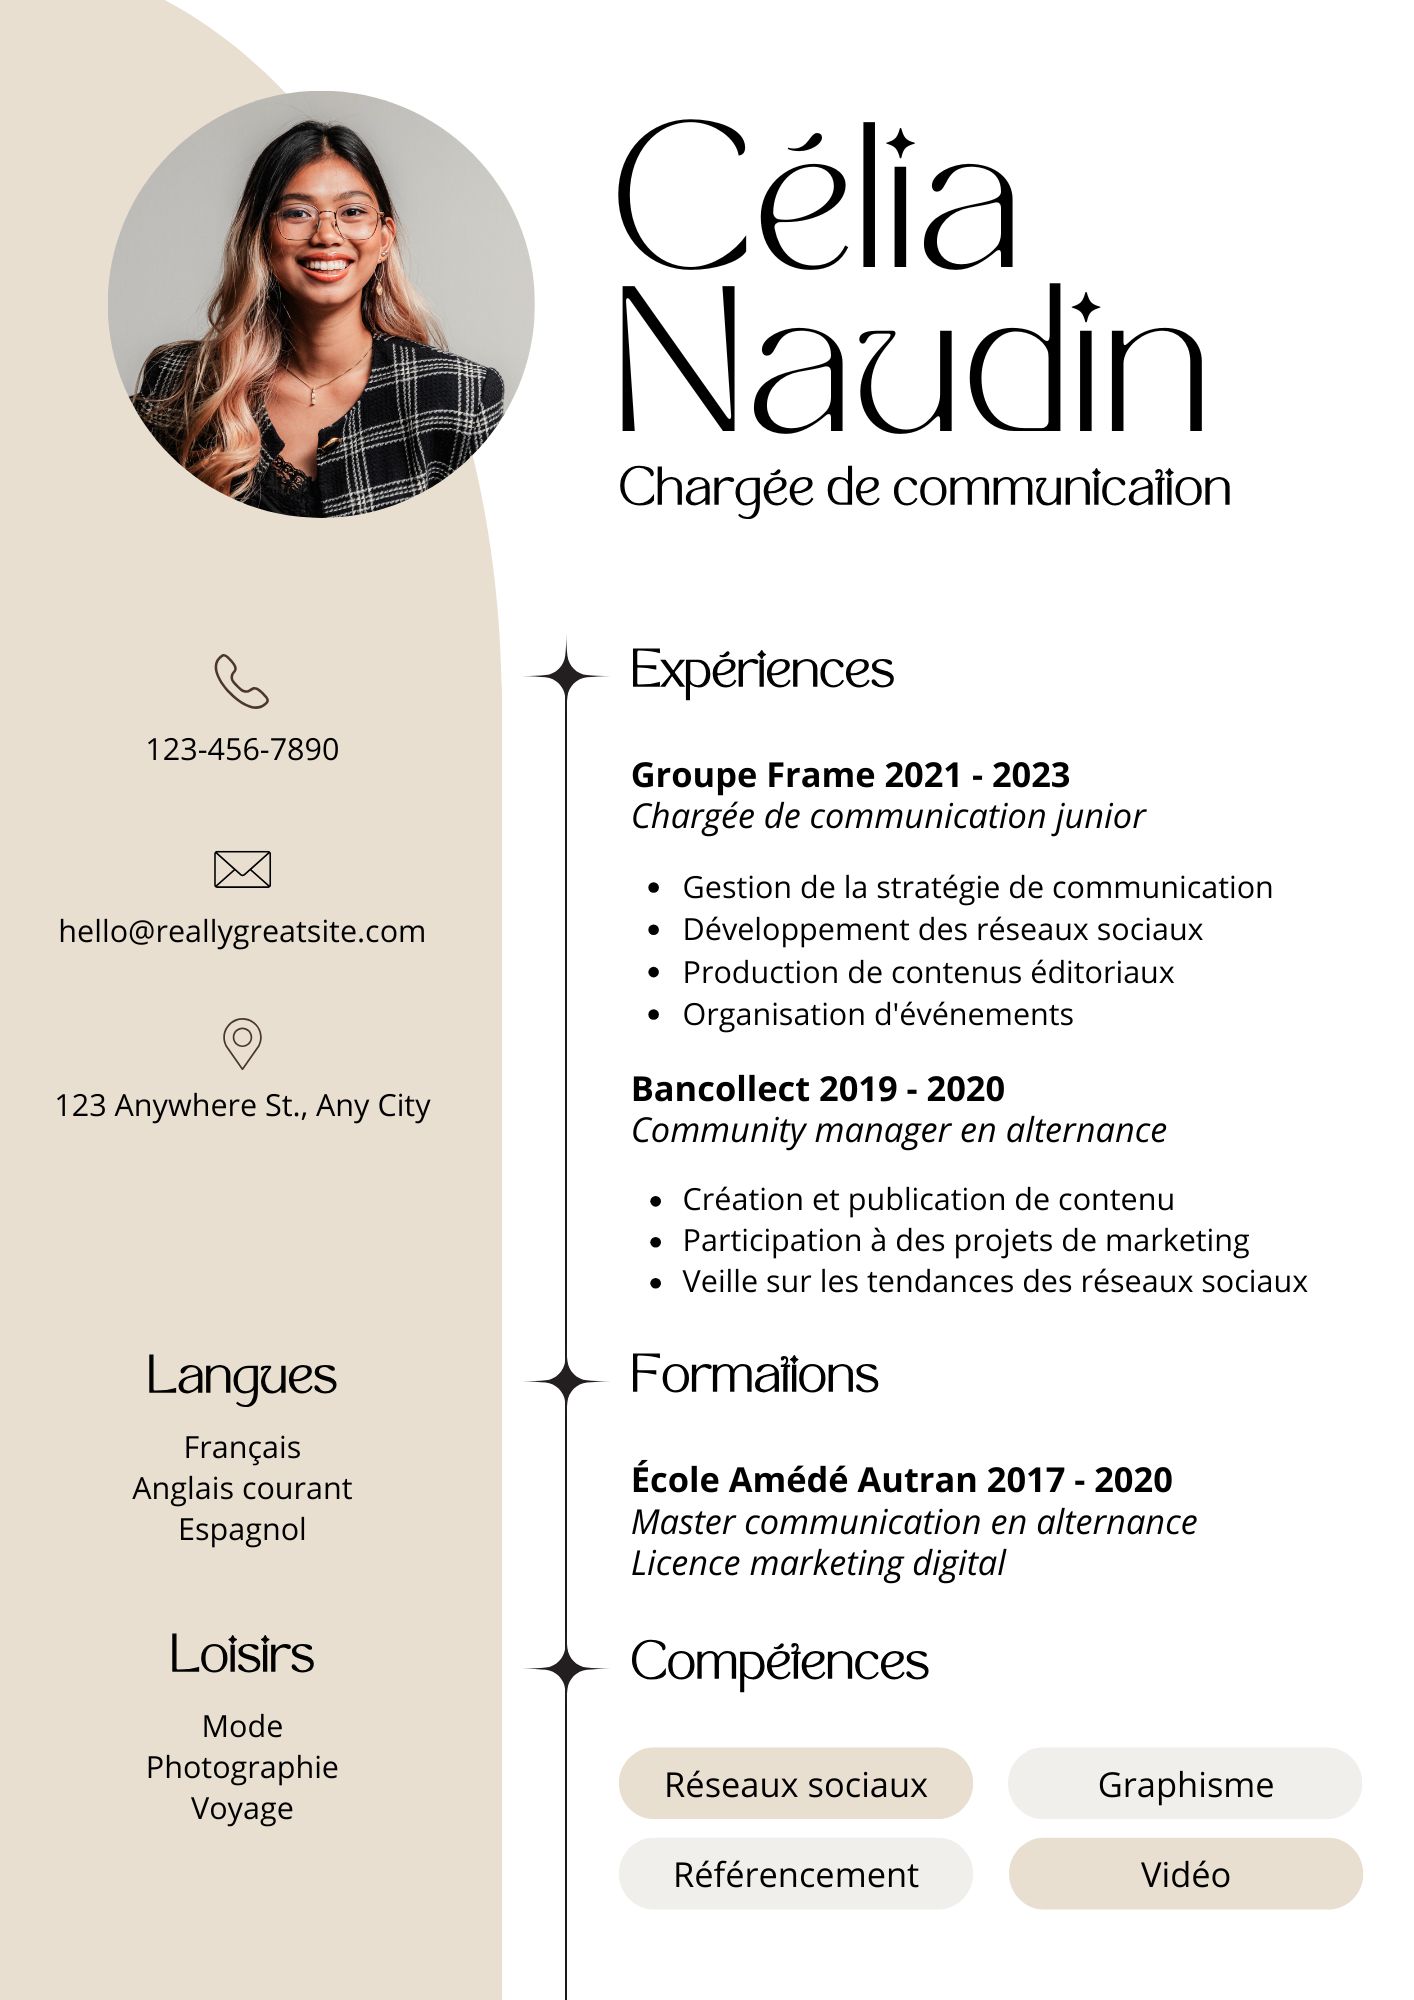 Célia
Naudin
Chargée de communication
123-456-7890
hello@reallygreatsite.com
123 Anywhere St., Any City
Langues
Français
Anglais courant
Espagnol
Loisirs
Mode
Photographie
Voyage
Expériences
Groupe Frame 2021 - 2023
Chargée de communication junior
• Gestion de la stratégie de communication
• Développement des réseaux sociaux
• Production de contenus éditoriaux
• Organisation d'événements
Bancollect 2019 - 2020
Community manager en alternance
• Création et publication de contenu
• Participation à des projets de marketing
• Veille sur les tendances des réseaux sociaux
Formations
École Amédé Autran 2017 - 2020
Master communication en alternance
Licence marketing digital
Compétences
Réseaux sociaux
Graphisme
Référencement
Vidéo